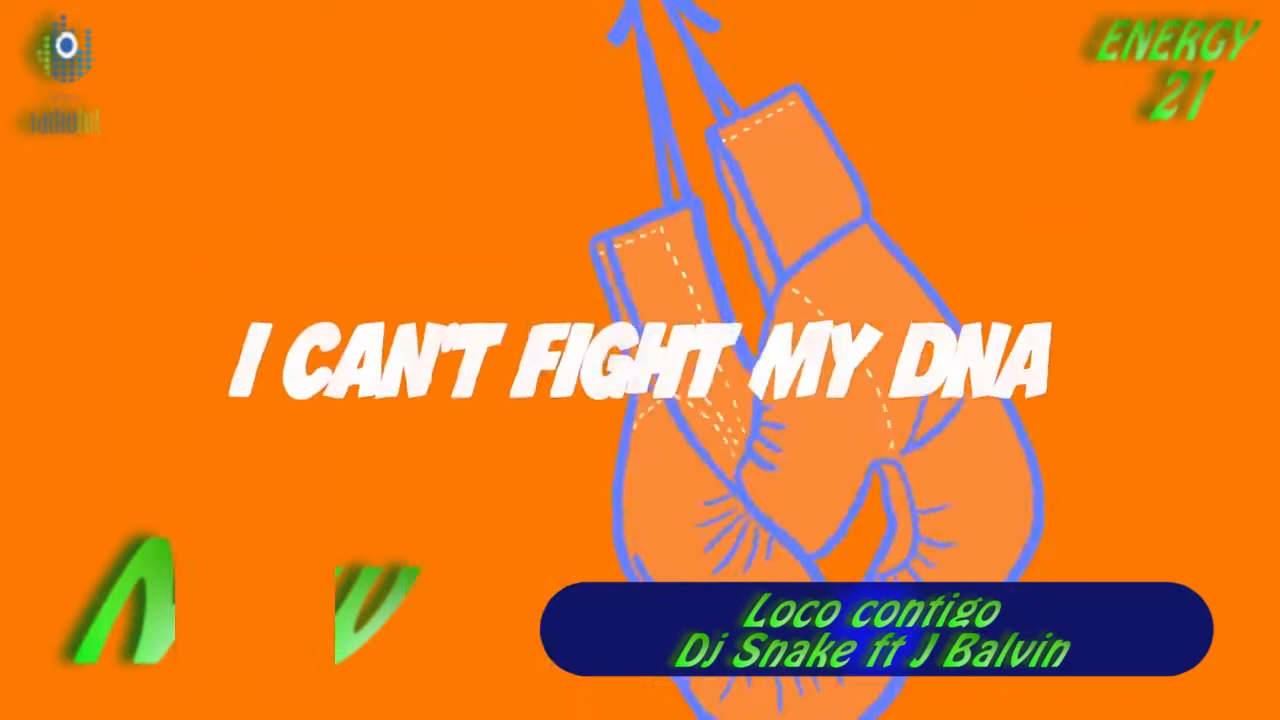 ENERGY
21
I CAN'T FIGHT MY DNA
Loco contigo
Dj Snake ft J Balvin